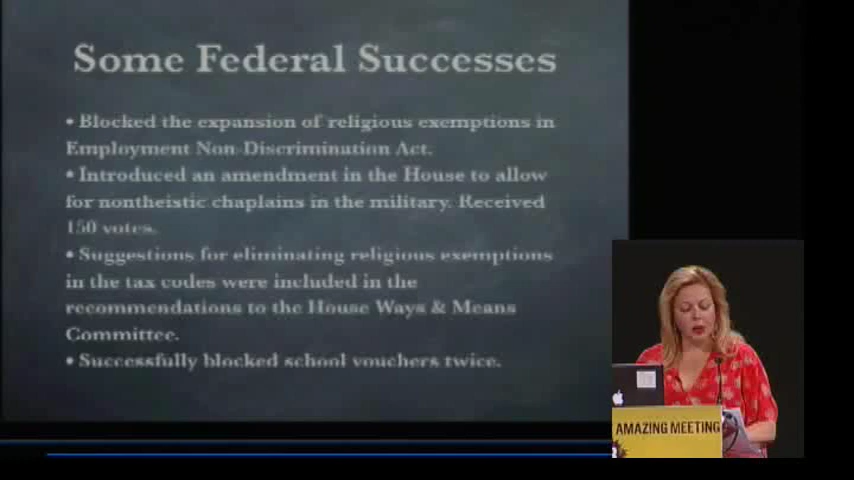 Some Federal Successes
• Blocked the expansion of religious exemptions in
Employment Non-Discrimination Act.
• Introduced an amendment in the House to allow
for nontheistic chaplains in the military. Received
150 votes.
• Suggestions for eliminating religious exemptions
in the tax codes were included in the
recommendations to the House Ways & Means
Committee.
• Successfully blocked school vouchers twice.
AMAZING MEETING